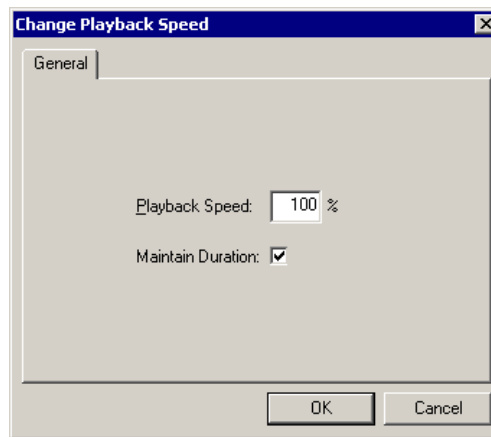 Change Playback Speed
General
Playback Speed: 100 %
Maintain Duration:
OK Cancel